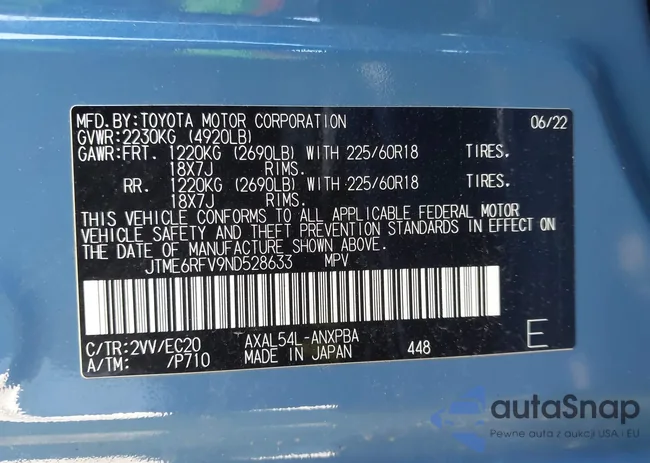 MFD.BY:TOYOTA MOTOR CORPORATION 06/22
GVWR:2230KG (4920LB)
GAWR:FRT. 1220KG (2690LB) WITH 225/60R18 TIRES.
18X7J RIMS.
RR. 1220KG (2690LB) WITH 225/60R18 TIRES.
18X7J RIMS.
THIS VEHICLE CONFORMS TO ALL APPLICABLE FEDERAL MOTOR
VEHICLE SAFETY AND THEFT PREVENTION STANDARDS IN EFFECT ON
THE DATE OF MANUFACTURE SHOWN ABOVE.
JTME6RFV9ND528633 MPV
C/TR:2VV/EC20 AXAL54L-ANXPBA
A/TM: /P710 MADE IN JAPAN 448 E
autaSnap
Pewne auta z aukcji USA i EU